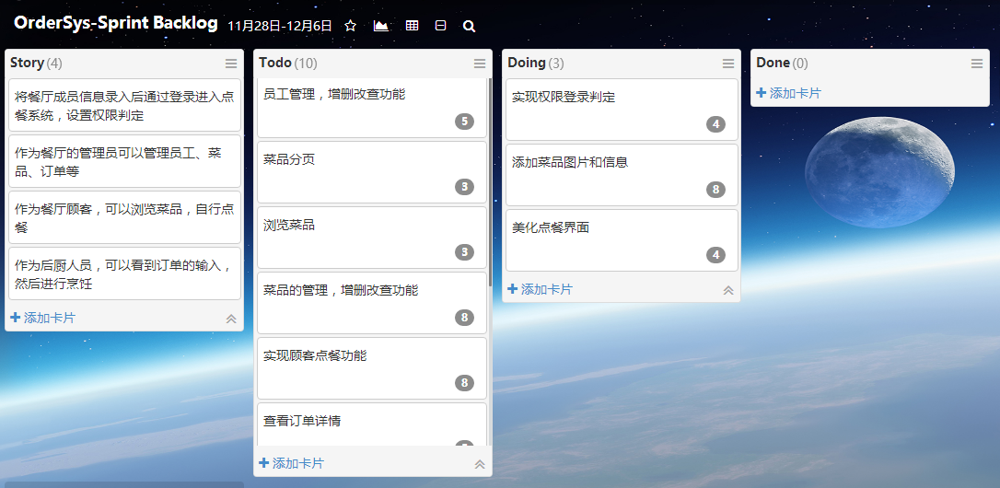 OrderSys-Sprint Backlog 11月28日-12月6日
Story (4)
将餐厅成员信息录入后通过登录进入点
餐系统，设置权限判定
作为餐厅的管理员可以管理员工、菜
品、订单等
作为餐厅顾客，可以浏览菜品，自行点
餐
作为后厨人员，可以看到订单的输入，
然后进行烹饪
添加卡片
Todo (10)
员工管理，增删改查功能
5
菜品分页
3
浏览菜品
3
菜品的管理，增删改查功能
8
实现顾客点餐功能
8
查看订单详情
添加卡片
Doing (3)
实现权限登录判定
4
添加菜品图片和信息
8
美化点餐界面
4
添加卡片
Done (0)
添加卡片